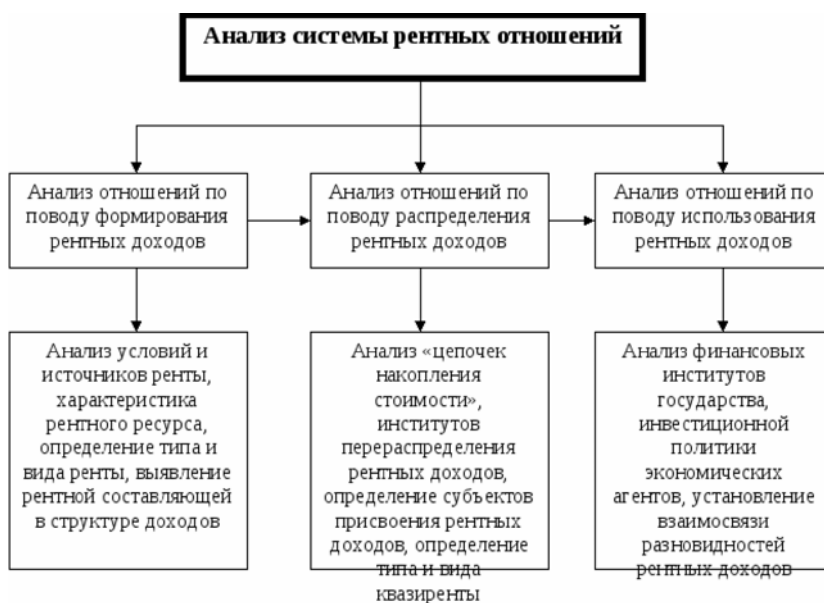 Анализ системы рентных отношений
Анализ отношений по
поводу формирования
рентных доходов
Анализ отношений по
поводу распределения
рентных доходов
Анализ отношений по
поводу использования
рентных доходов
Анализ условий и
источников ренты,
характеристика
рентного ресурса,
определение типа и
вида ренты, выявление
рентной составляющей
в структуре доходов
Анализ «цепочек
накопления
стоимости»,
институтов
перераспределения
рентных доходов,
определение субъектов
присвоения рентных
доходов, определение
типа и вида
квазиренты
Анализ финансовых
институтов
государства,
инвестиционной
политики
экономических
агентов, установление
взаимосвязи
разновидностей
рентных доходов